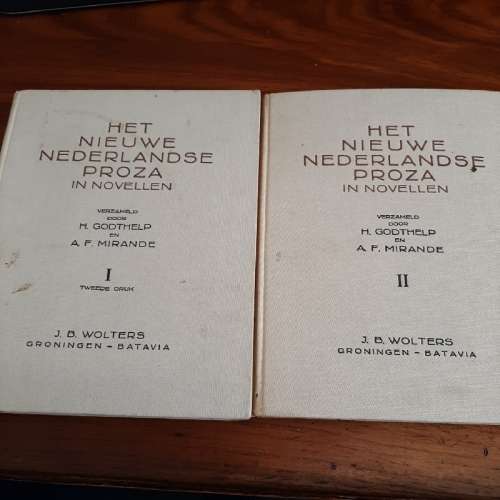 HET
NIEUWE
NEDERLANDSE
PROZA
IN NOVELLEN
VERZAMELD
DOOR
H. GODTHELP
EN
A. F. MIRANDE
I
TWEEDE DRUK
J. B. WOLTERS
GRONINGEN – BATAVIA
HET
NIEUWE
NEDERLANDSE
PROZA
IN NOVELLEN
VERZAMELD
DOOR
H. GODTHELP
EN
A. F. MIRANDE
II
J. B. WOLTERS
GRONINGEN – BATAVIA